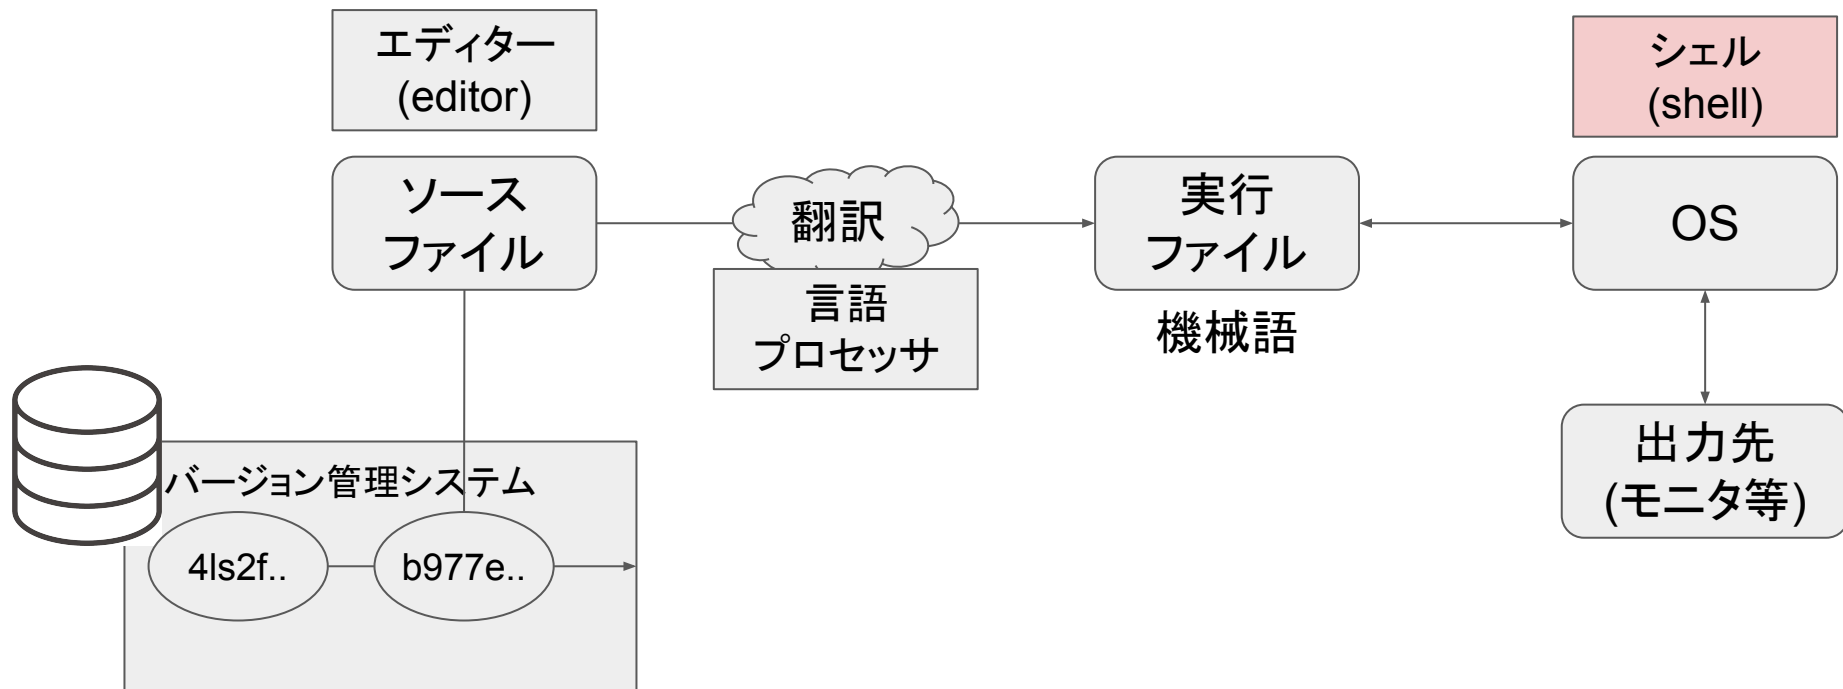 エディター
(editor)
シェル
(shell)
ソース
ファイル
翻訳
言語
プロセッサ
実行
ファイル
機械語
OS
出力先
(モニタ等)
バージョン管理システム
4ls2f..
b977e..